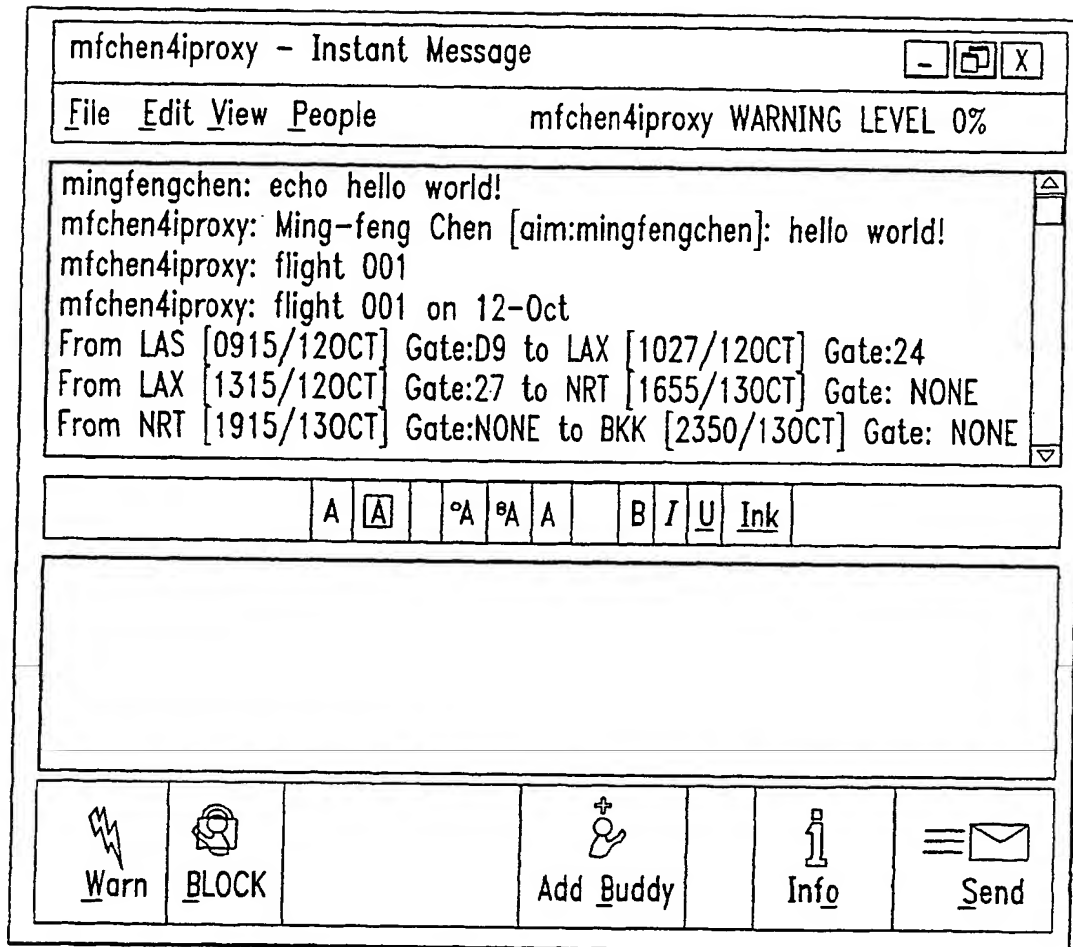 mfchen4iproxy - Instant Message
X
File Edit View People mfchen4iproxy WARNING LEVEL 0%
mingfengchen: echo hello world!
mfchen4iproxy: Ming-feng Chen [aim:mingfengchen]: hello world!
mfchen4iproxy: flight 001
mfchen4iproxy: flight 001 on 12-Oct
From LAS [0915/12OCT] Gate:D9 to LAX [1027/12OCT] Gate:24
From LAX [1315/12OCT] Gate:27 to NRT [1655/13OCT] Gate: NONE
From NRT [1915/13OCT] Gate:NONE to BKK [2350/13OCT] Gate: NONE
A A A A A B I U Ink
Warn BLOCK Add Buddy Info Send